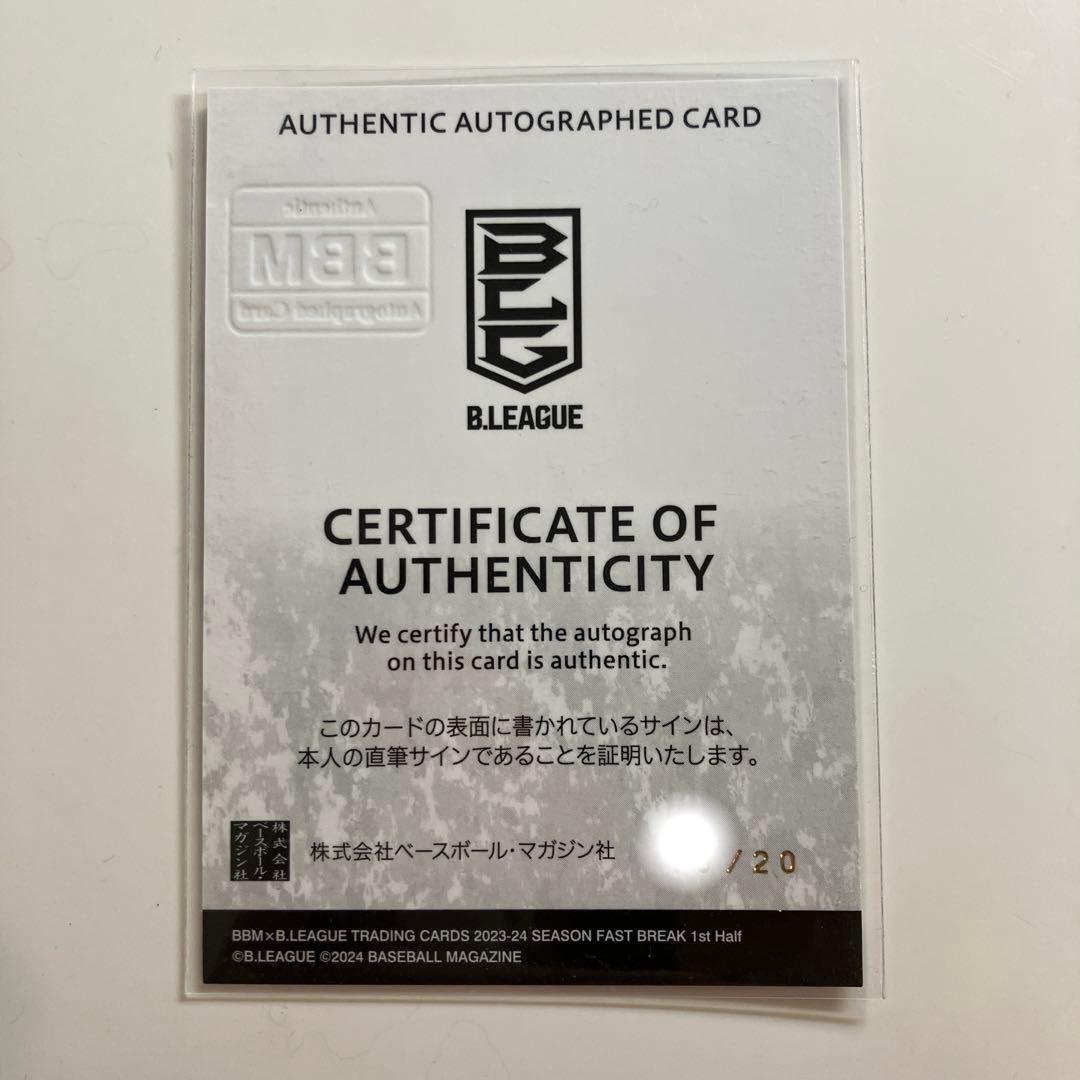 AUTHENTIC AUTOGRAPHED CARD
Authentic
BBM
Autographed Card
BLG
B.LEAGUE
CERTIFICATE OF
AUTHENTICITY
We certify that the autograph
on this card is authentic.
このカードの表面に書かれているサインは、
本人の直筆サインであることを証明いたします。
株式会社
ベースボール・
マガジン社
株式会社ベースボール・マガジン社
/20
BBM×B.LEAGUE TRADING CARDS 2023-24 SEASON FAST BREAK 1st Half
©B.LEAGUE ©2024 BASEBALL MAGAZINE